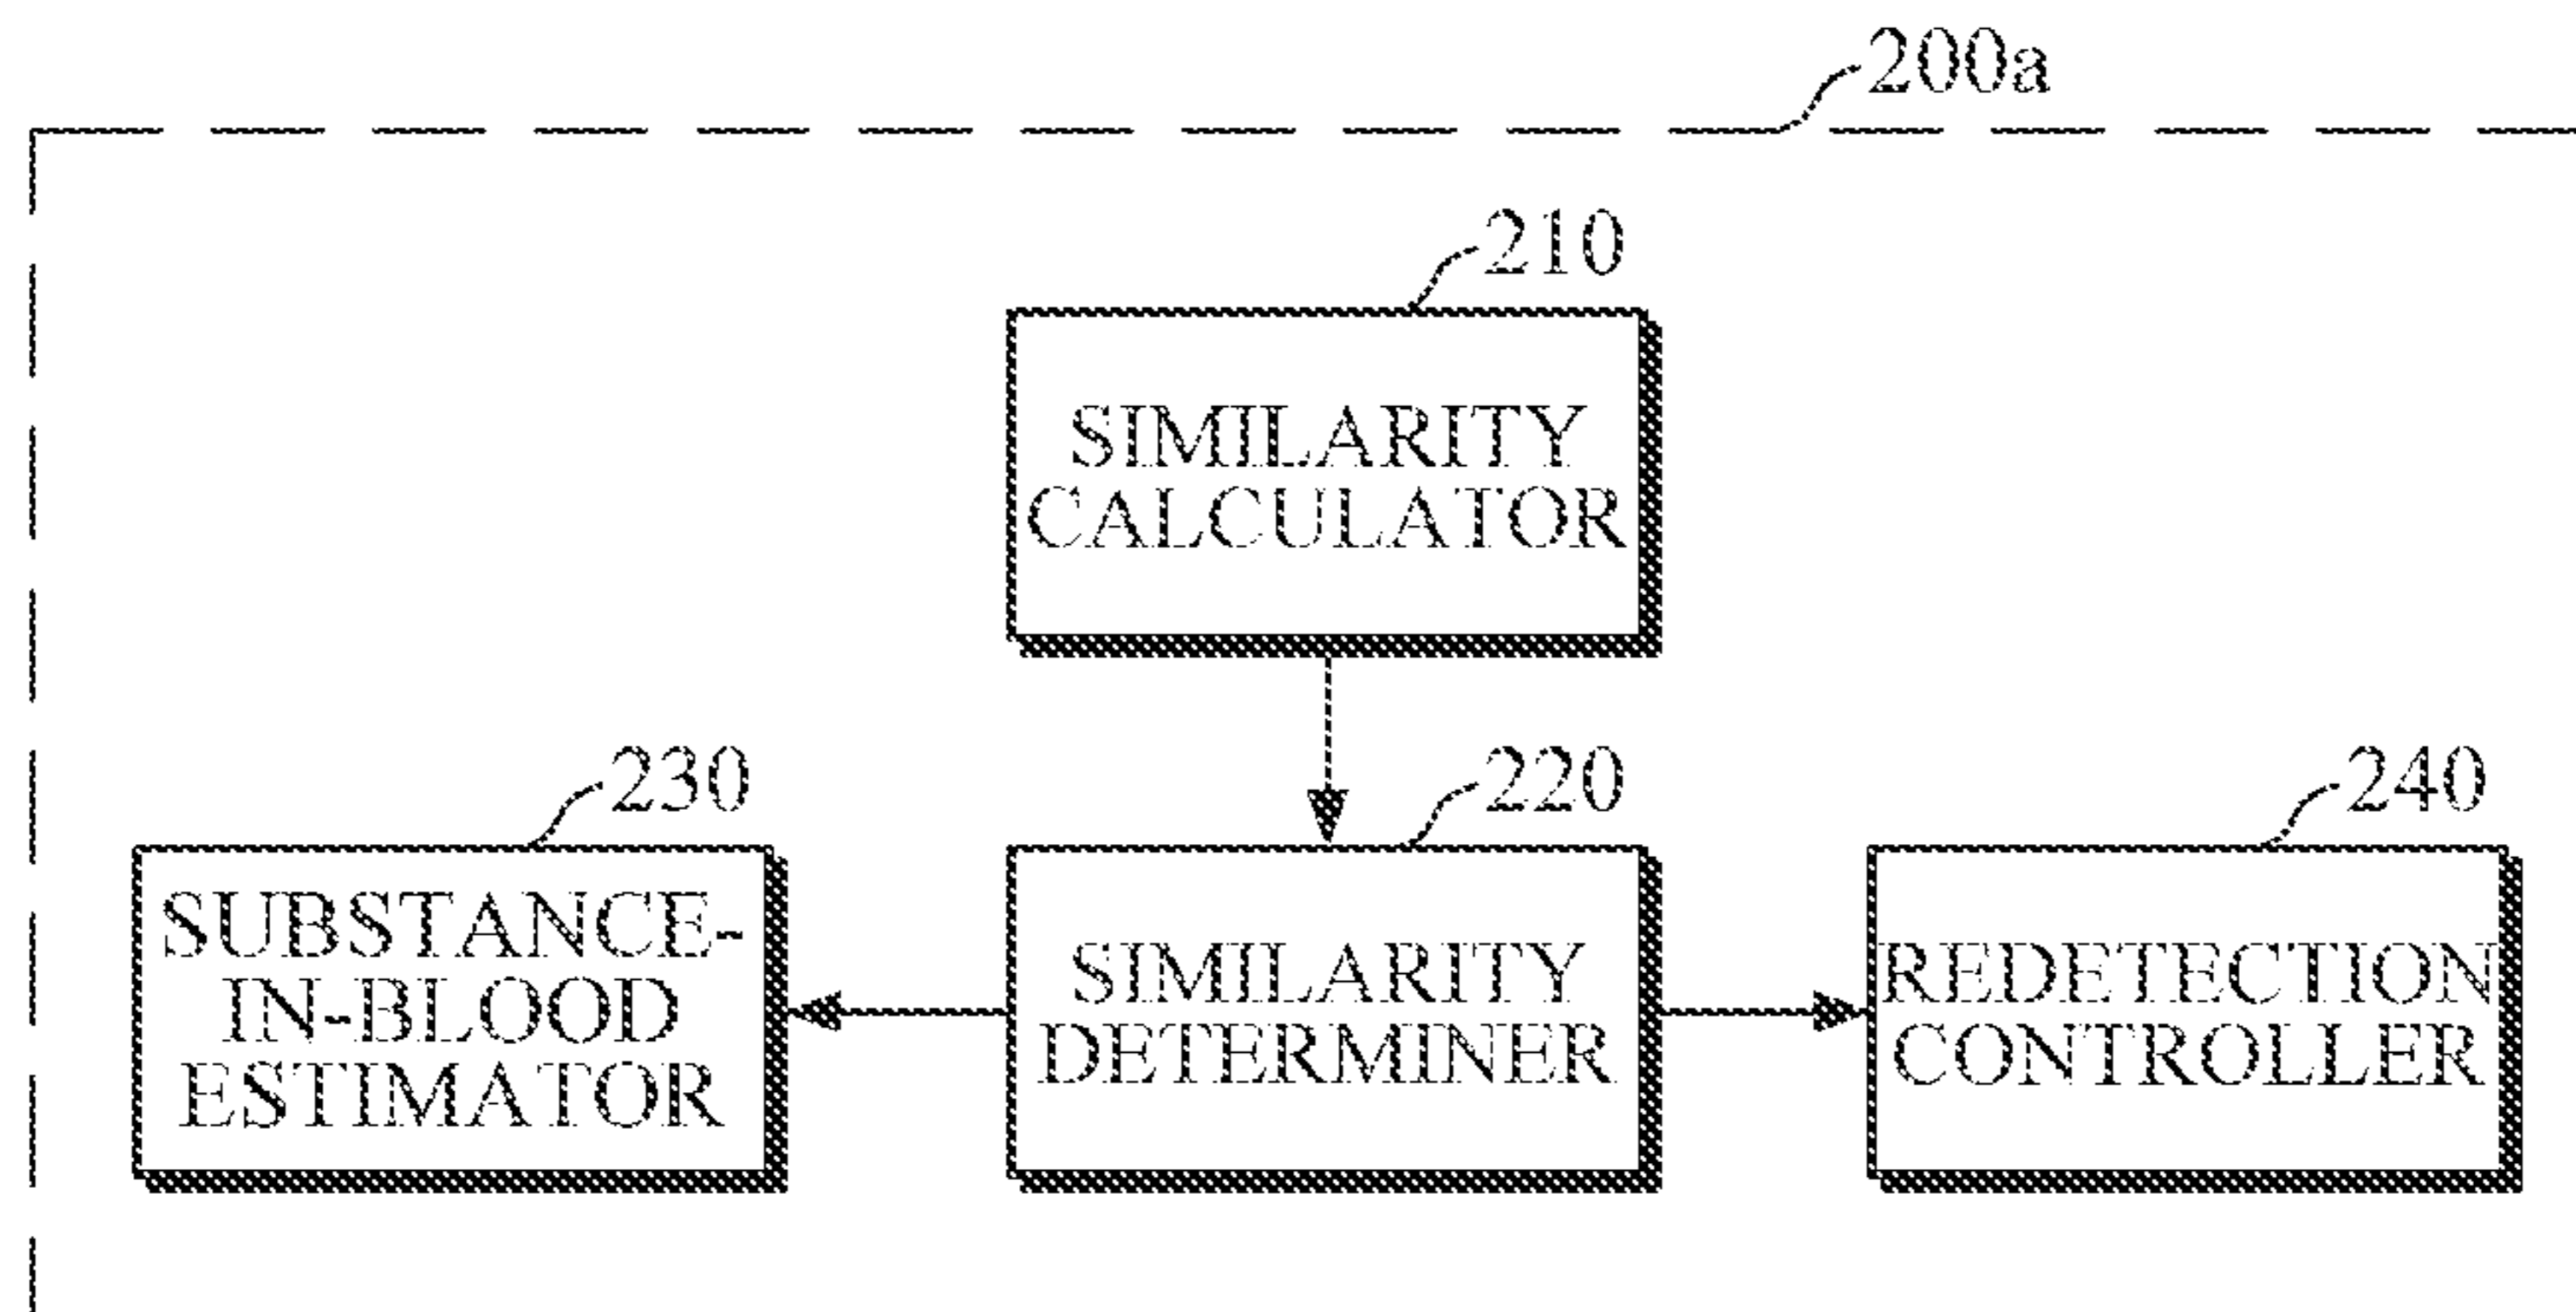 200a
210
SIMILARITY
CALCULATOR
230
220
240
SUBSTANCE-
IN-BLOOD
ESTIMATOR
SIMILARITY
DETERMINER
REDETECTION
CONTROLLER